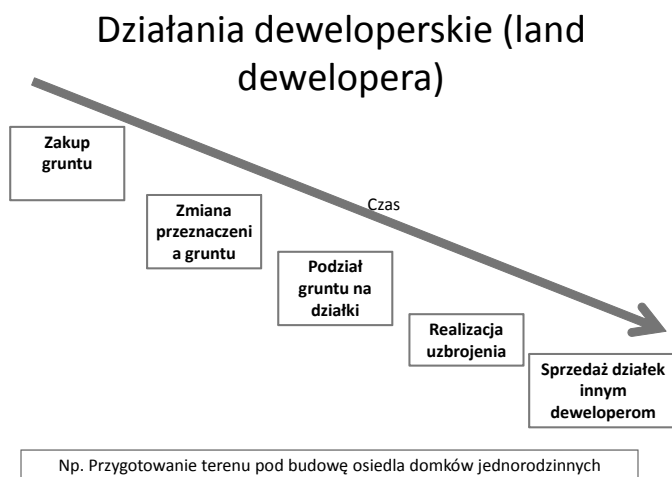 Działania deweloperskie (land
dewelopera)
Zakup
gruntu
Czas
Zmiana
przeznaczeni
a gruntu
Podział
gruntu na
działki
Realizacja
uzbrojenia
Sprzedaż działek
innym
deweloperom
Np. Przygotowanie terenu pod budowę osiedla domków jednorodzinnych